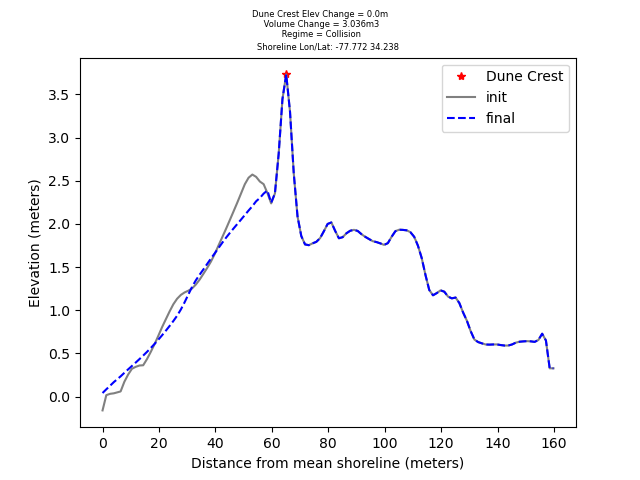 Dune Crest Elev Change = 0.0m
Volume Change = 3.036m3
Regime = Collision
Shoreline Lon/Lat: -77.772 34.238
Dune Crest
init
final
3.5
3.0
2.5
2.0
1.5
1.0
0.5
0.0
Elevation (meters)
0 20 40 60 80 100 120 140 160
Distance from mean shoreline (meters)